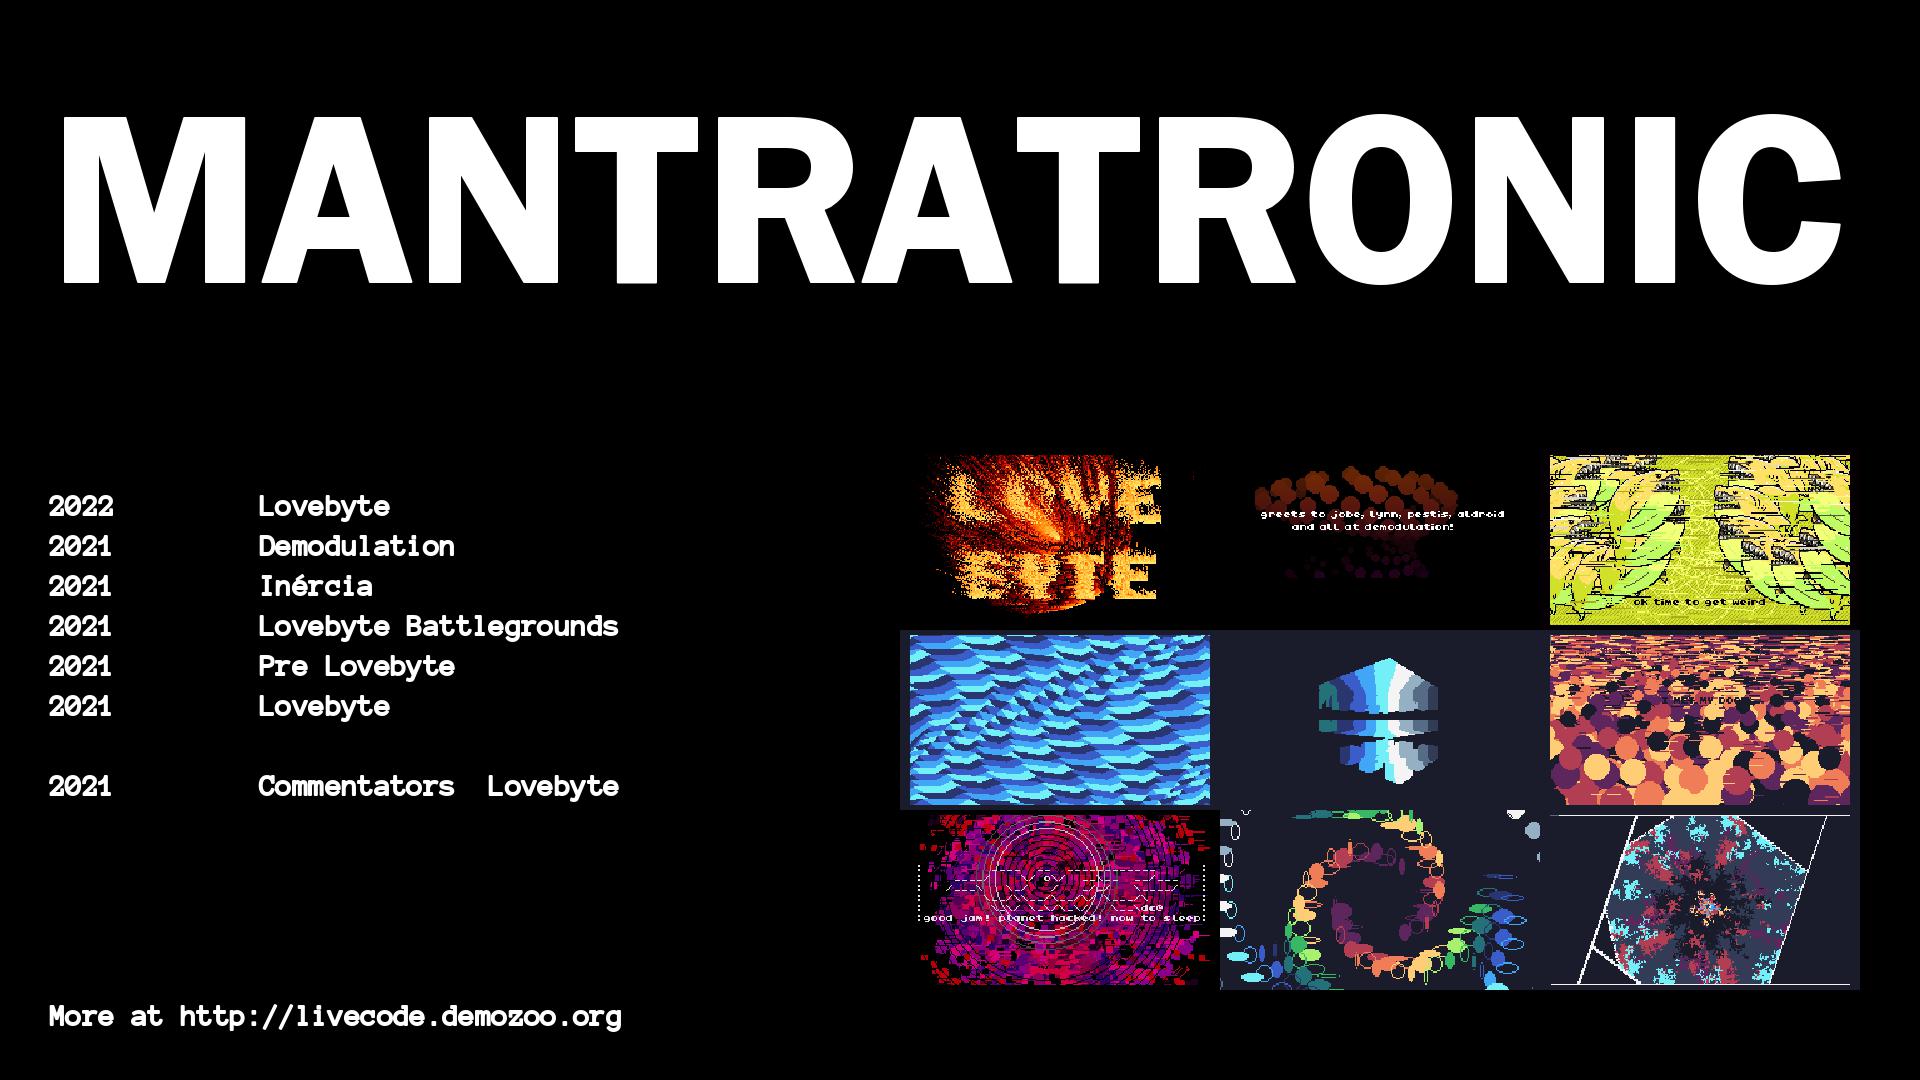 MANTRATRONIC
2022 Lovebyte
2021 Demodulation
2021 Inércia
2021 Lovebyte Battlegrounds
2021 Pre Lovebyte
2021 Lovebyte
2021 Commentators Lovebyte
LOVE
BYTE
greets to jobe, lynn, pestis, aldroid
and all at demodulation!
ok time to get weird
good jam! planet hacked! now to sleep
More at http://livecode.demozoo.org